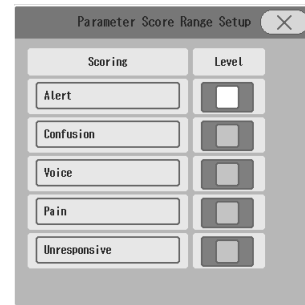 Parameter Score Range Setup
Scoring Level
Alert
Confusion
Voice
Pain
Unresponsive